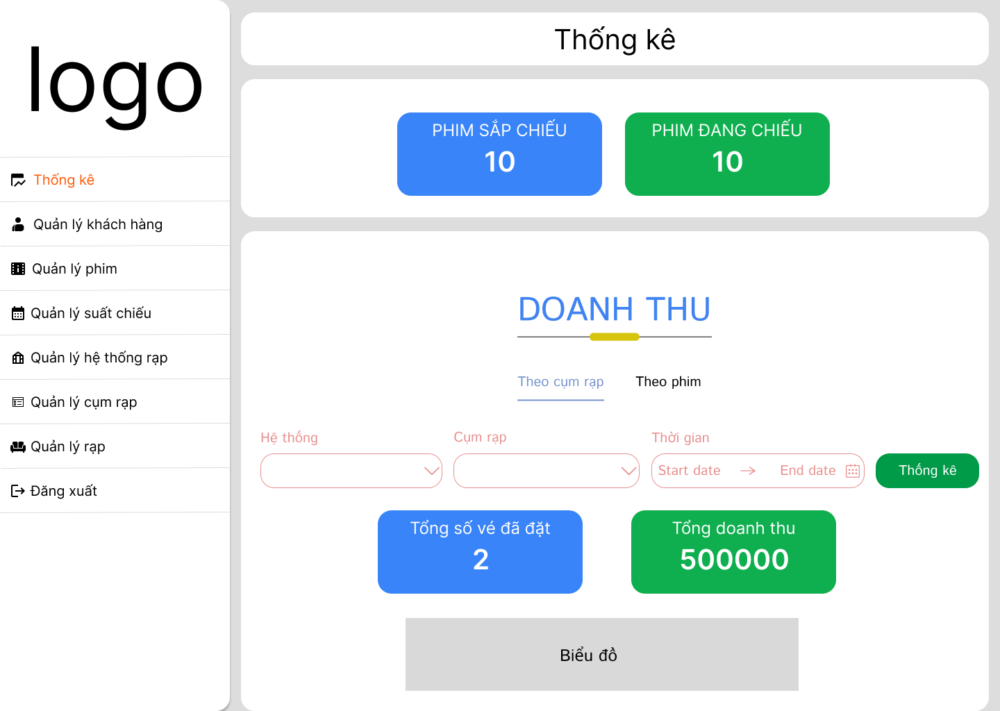 logo
Thống kê
Quản lý khách hàng
Quản lý phim
Quản lý suất chiếu
Quản lý hệ thống rạp
Quản lý cụm rạp
Quản lý rạp
Đăng xuất
Thống kê
PHIM SẮP CHIẾU
10
PHIM ĐANG CHIẾU
10
DOANH THU
Theo cụm rạp
Theo phim
Hệ thống
Cụm rạp
Thời gian
Start date
End date
Thống kê
Tổng số vé đã đặt
2
Tổng doanh thu
500000
Biểu đồ